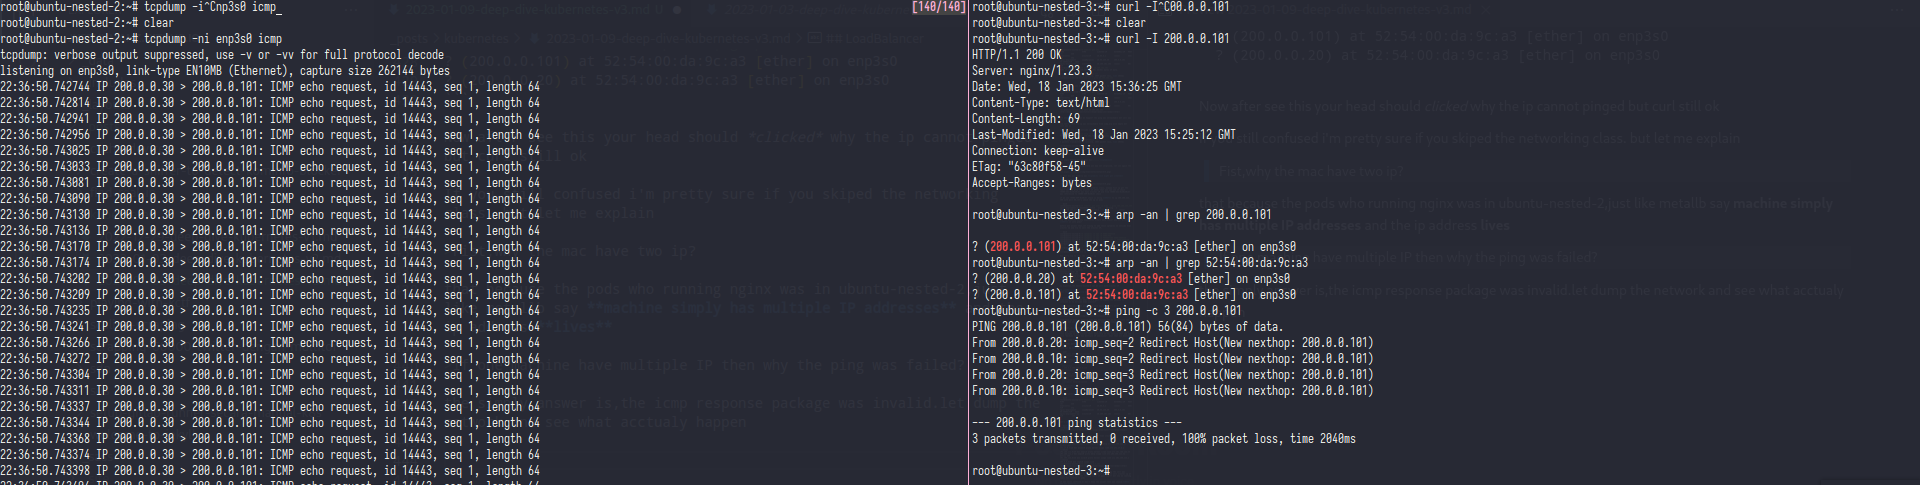 root@ubuntu-nested-2:~# tcpdump -i^Cnp3s0 icmp_
[140/140]
root@ubuntu-nested-2:~# clear
root@ubuntu-nested-2:~# tcpdump -ni enp3s0 icmp
tcpdump: verbose output suppressed, use -v or -vv for full protocol decode
listening on enp3s0, link-type EN10MB (Ethernet), capture size 262144 bytes
22:36:50.742744 IP 200.0.0.30 > 200.0.0.101: ICMP echo request, id 14443, seq 1, length 64
22:36:50.742814 IP 200.0.0.30 > 200.0.0.101: ICMP echo request, id 14443, seq 1, length 64
22:36:50.742941 IP 200.0.0.30 > 200.0.0.101: ICMP echo request, id 14443, seq 1, length 64
22:36:50.742956 IP 200.0.0.30 > 200.0.0.101: ICMP echo request, id 14443, seq 1, length 64
22:36:50.743025 IP 200.0.0.30 > 200.0.0.101: ICMP echo request, id 14443, seq 1, length 64
22:36:50.743033 IP 200.0.0.30 > 200.0.0.101: ICMP echo request, id 14443, seq 1, length 64
22:36:50.743081 IP 200.0.0.30 > 200.0.0.101: ICMP echo request, id 14443, seq 1, length 64
22:36:50.743090 IP 200.0.0.30 > 200.0.0.101: ICMP echo request, id 14443, seq 1, length 64
22:36:50.743130 IP 200.0.0.30 > 200.0.0.101: ICMP echo request, id 14443, seq 1, length 64
22:36:50.743136 IP 200.0.0.30 > 200.0.0.101: ICMP echo request, id 14443, seq 1, length 64
22:36:50.743170 IP 200.0.0.30 > 200.0.0.101: ICMP echo request, id 14443, seq 1, length 64
22:36:50.743174 IP 200.0.0.30 > 200.0.0.101: ICMP echo request, id 14443, seq 1, length 64
22:36:50.743202 IP 200.0.0.30 > 200.0.0.101: ICMP echo request, id 14443, seq 1, length 64
22:36:50.743209 IP 200.0.0.30 > 200.0.0.101: ICMP echo request, id 14443, seq 1, length 64
22:36:50.743235 IP 200.0.0.30 > 200.0.0.101: ICMP echo request, id 14443, seq 1, length 64
22:36:50.743241 IP 200.0.0.30 > 200.0.0.101: ICMP echo request, id 14443, seq 1, length 64
22:36:50.743266 IP 200.0.0.30 > 200.0.0.101: ICMP echo request, id 14443, seq 1, length 64
22:36:50.743272 IP 200.0.0.30 > 200.0.0.101: ICMP echo request, id 14443, seq 1, length 64
22:36:50.743304 IP 200.0.0.30 > 200.0.0.101: ICMP echo request, id 14443, seq 1, length 64
22:36:50.743311 IP 200.0.0.30 > 200.0.0.101: ICMP echo request, id 14443, seq 1, length 64
22:36:50.743337 IP 200.0.0.30 > 200.0.0.101: ICMP echo request, id 14443, seq 1, length 64
22:36:50.743344 IP 200.0.0.30 > 200.0.0.101: ICMP echo request, id 14443, seq 1, length 64
22:36:50.743368 IP 200.0.0.30 > 200.0.0.101: ICMP echo request, id 14443, seq 1, length 64
22:36:50.743374 IP 200.0.0.30 > 200.0.0.101: ICMP echo request, id 14443, seq 1, length 64
22:36:50.743398 IP 200.0.0.30 > 200.0.0.101: ICMP echo request, id 14443, seq 1, length 64
root@ubuntu-nested-3:~# curl -I^C00.0.0.101
root@ubuntu-nested-3:~# clear
root@ubuntu-nested-3:~# curl -I 200.0.0.101
HTTP/1.1 200 OK
Server: nginx/1.23.3
Date: Wed, 18 Jan 2023 15:36:25 GMT
Content-Type: text/html
Content-Length: 69
Last-Modified: Wed, 18 Jan 2023 15:25:12 GMT
Connection: keep-alive
ETag: "63c80f58-45"
Accept-Ranges: bytes
root@ubuntu-nested-3:~# arp -an | grep 200.0.0.101
? (200.0.0.101) at 52:54:00:da:9c:a3 [ether] on enp3s0
root@ubuntu-nested-3:~# arp -an | grep 52:54:00:da:9c:a3
? (200.0.0.20) at 52:54:00:da:9c:a3 [ether] on enp3s0
? (200.0.0.101) at 52:54:00:da:9c:a3 [ether] on enp3s0
root@ubuntu-nested-3:~# ping -c 3 200.0.0.101
PING 200.0.0.101 (200.0.0.101) 56(84) bytes of data.
From 200.0.0.20: icmp_seq=2 Redirect Host(New nexthop: 200.0.0.101)
From 200.0.0.10: icmp_seq=2 Redirect Host(New nexthop: 200.0.0.101)
From 200.0.0.20: icmp_seq=3 Redirect Host(New nexthop: 200.0.0.101)
From 200.0.0.10: icmp_seq=3 Redirect Host(New nexthop: 200.0.0.101)
--- 200.0.0.101 ping statistics ---
3 packets transmitted, 0 received, 100% packet loss, time 2040ms
root@ubuntu-nested-3:~#